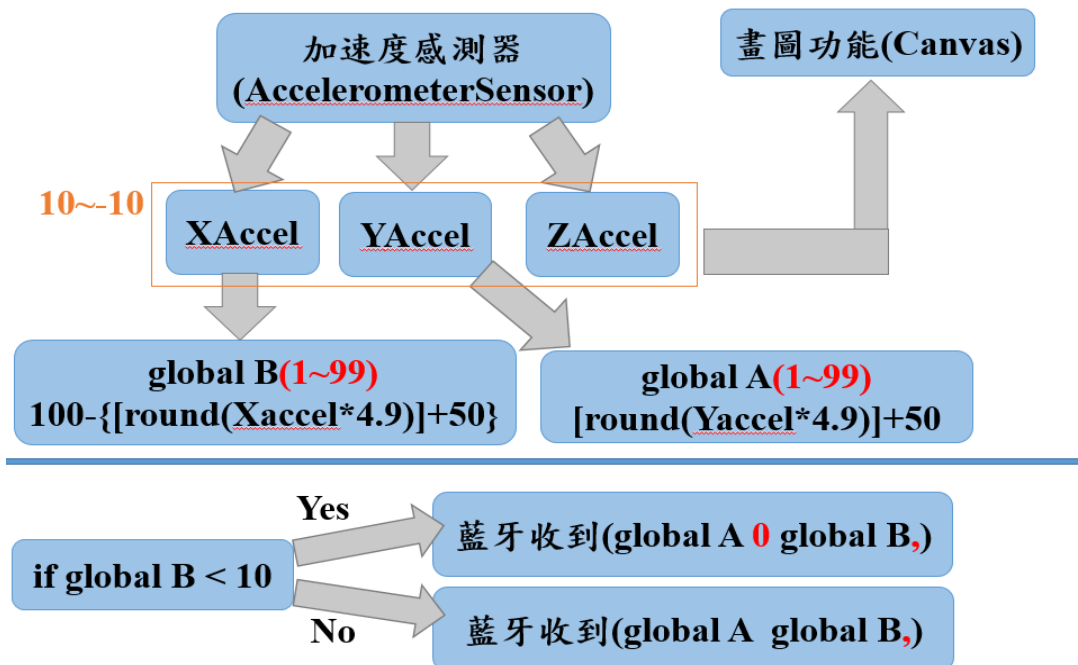 加速度感測器
(AccelerometerSensor)
畫圖功能(Canvas)
10~-10
XAccel
YAccel
ZAccel
global B(1~99)
100-{[round(Xaccel*4.9)]+50}
global A(1~99)
[round(Yaccel*4.9)]+50
if global B < 10
Yes
藍牙收到(global A 0 global B,)
No
藍牙收到(global A global B,)